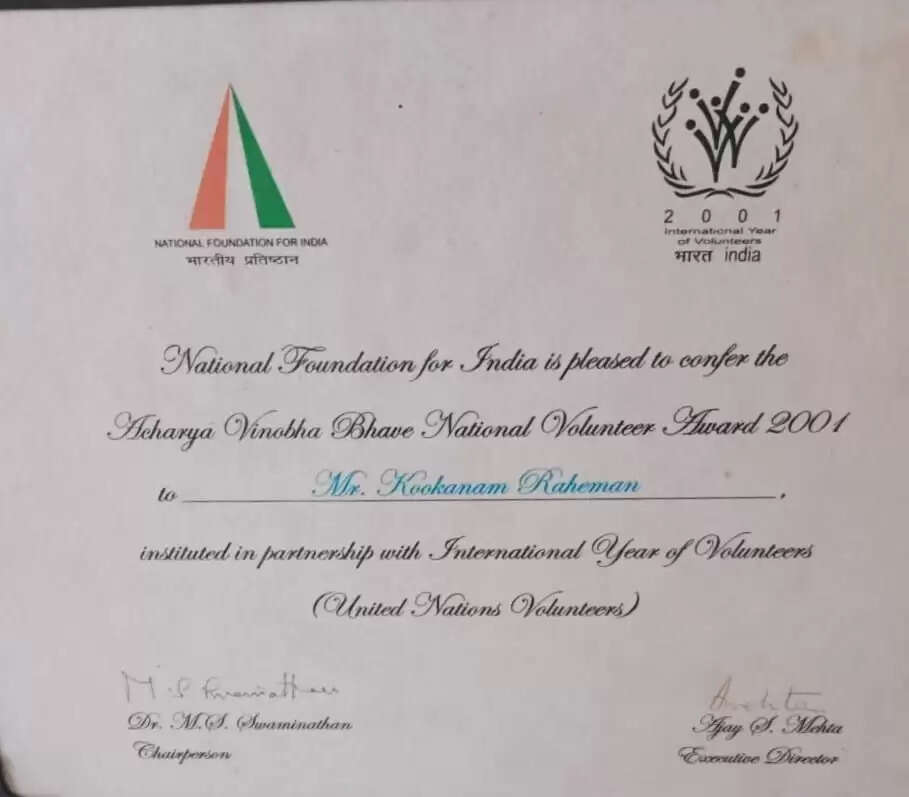 NATIONAL FOUNDATION FOR INDIA
भारतीय प्रतिष्ठान
2 0 0 1
International Year
of Volunteers
भारत india
National Foundation for India is pleased to confer the
Acharya Vinobha Bhave National Volunteer Award 2001
to Mr. Kookanam Raheman,
instituted in partnership with International Year of Volunteers
(United Nations Volunteers)
Dr. M.S. Swaminathan
Chairperson
Ajay S. Mehta
Executive Director